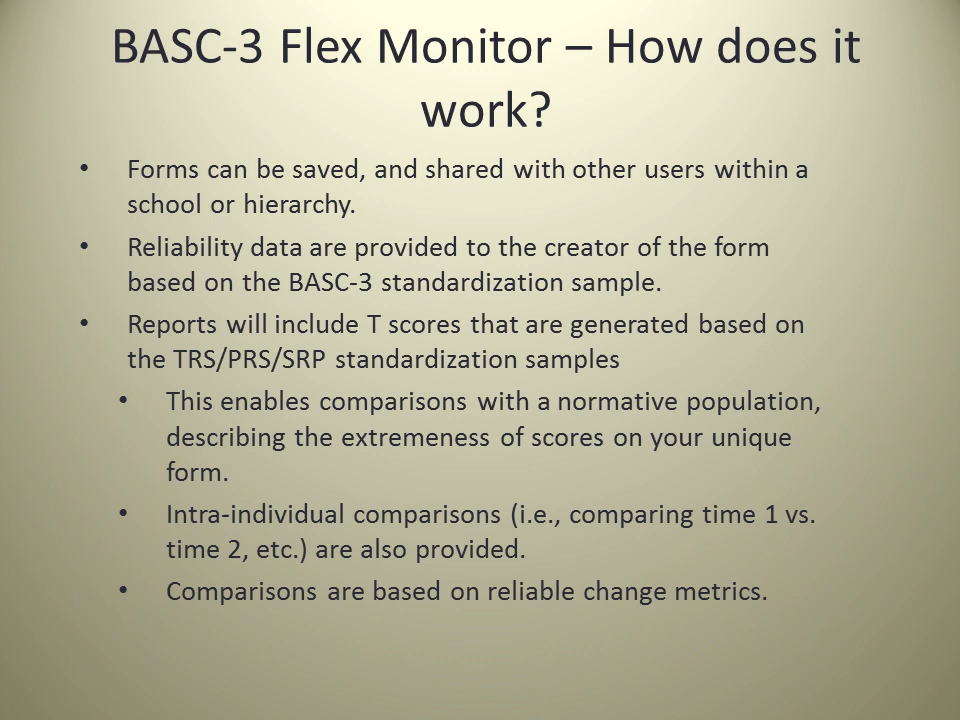 BASC-3 Flex Monitor – How does it
work?
• Forms can be saved, and shared with other users within a
school or hierarchy.
• Reliability data are provided to the creator of the form
based on the BASC-3 standardization sample.
• Reports will include T scores that are generated based on
the TRS/PRS/SRP standardization samples
• This enables comparisons with a normative population,
describing the extremeness of scores on your unique
form.
• Intra-individual comparisons (i.e., comparing time 1 vs.
time 2, etc.) are also provided.
• Comparisons are based on reliable change metrics.